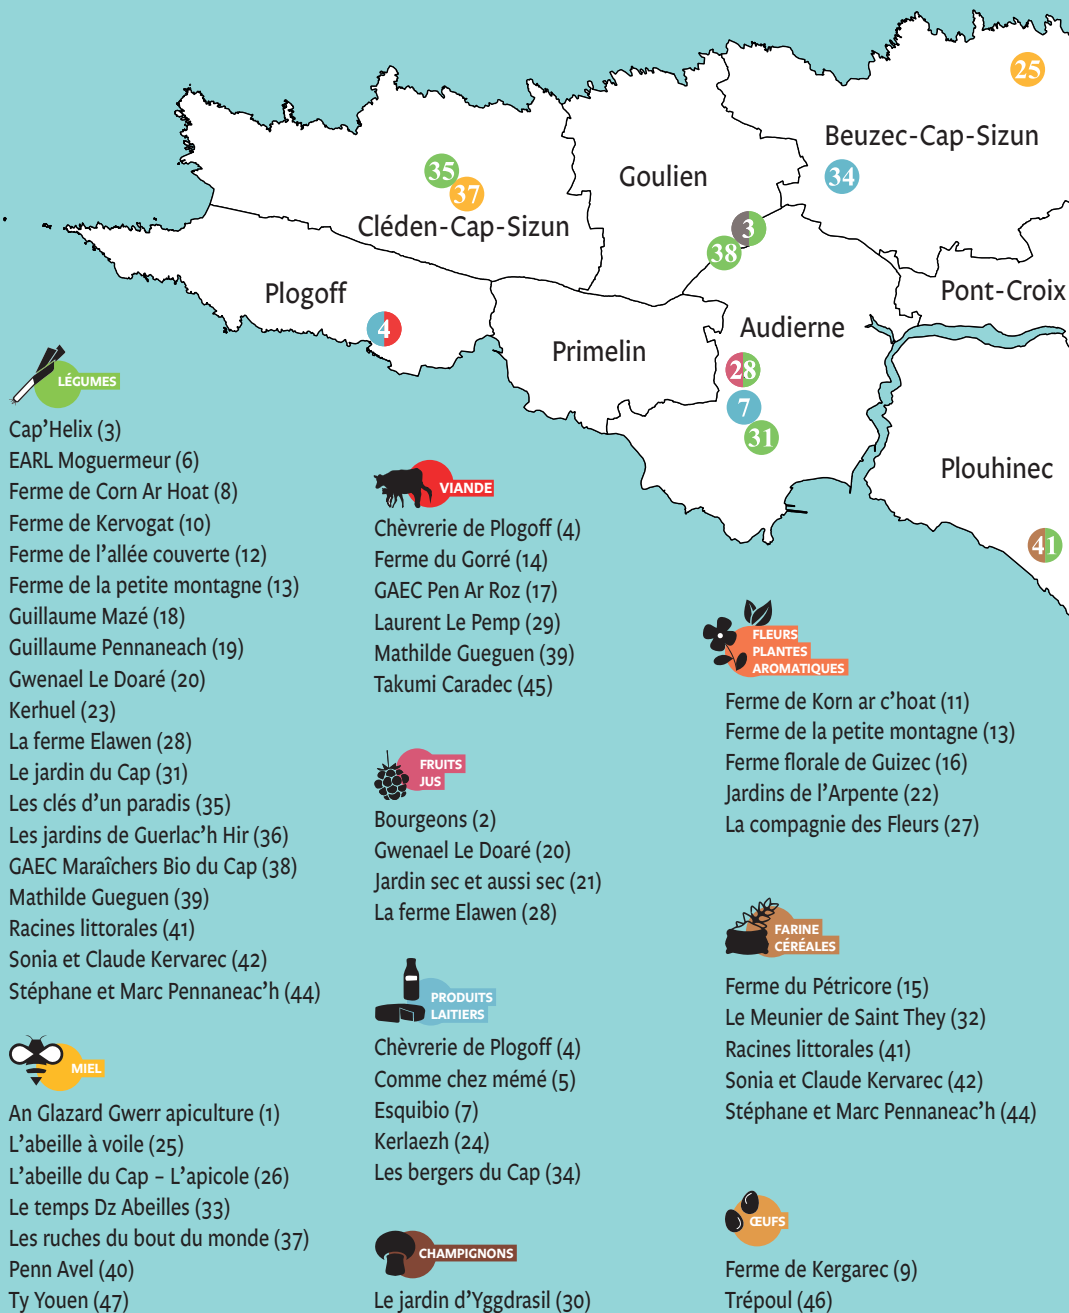 25
Beuzec-Cap-Sizun
34
Goulien
35
37
Cléden-Cap-Sizun
3
38
Plogoff
4
Pont-Croix
Audierne
Primelin
28
7
31
Plouhinec
41
LÉGUMES
Cap’Helix (3)
EARL Moguermeur (6)
Ferme de Corn Ar Hoat (8)
Ferme de Kervogat (10)
Ferme de l’allée couverte (12)
Ferme de la petite montagne (13)
Guillaume Mazé (18)
Guillaume Pennaneach (19)
Gwenael Le Doaré (20)
Kerhuel (23)
La ferme Elawen (28)
Le jardin du Cap (31)
Les clés d’un paradis (35)
Les jardins de Guerlac’h Hir (36)
GAEC Maraîchers Bio du Cap (38)
Mathilde Gueguen (39)
Racines littorales (41)
Sonia et Claude Kervarec (42)
Stéphane et Marc Pennaneac’h (44)
MIEL
An Glazard Gwerr apiculture (1)
L’abeille à voile (25)
L’abeille du Cap – L’apicole (26)
Le temps Dz Abeilles (33)
Les ruches du bout du monde (37)
Penn Avel (40)
Ty Youen (47)
VIANDE
Chèvrerie de Plogoff (4)
Ferme du Gorré (14)
GAEC Pen Ar Roz (17)
Laurent Le Pemp (29)
Mathilde Gueguen (39)
Takumi Caradec (45)
FRUITS
JUS
Bourgeons (2)
Gwenael Le Doaré (20)
Jardin sec et aussi sec (21)
La ferme Elawen (28)
PRODUITS
LAITIERS
Chèvrerie de Plogoff (4)
Comme chez mémé (5)
Esquibio (7)
Kerlaezh (24)
Les bergers du Cap (34)
CHAMPIGNONS
Le jardin d’Yggdrasil (30)
FLEURS
PLANTES
AROMATIQUES
Ferme de Korn ar c’hoat (11)
Ferme de la petite montagne (13)
Ferme florale de Guizec (16)
Jardins de l’Arpente (22)
La compagnie des Fleurs (27)
FARINE
CÉRÉALES
Ferme du Pétricore (15)
Le Meunier de Saint They (32)
Racines littorales (41)
Sonia et Claude Kervarec (42)
Stéphane et Marc Pennaneac’h (44)
ŒUFS
Ferme de Kergarec (9)
Trépoul (46)